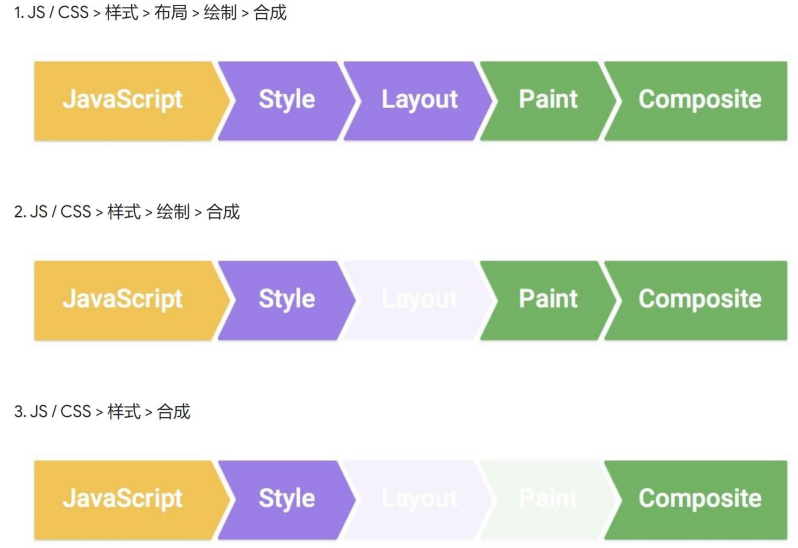 1. JS / CSS > 样式 > 布局 > 绘制 > 合成
JavaScript Style Layout Paint Composite
2. JS / CSS > 样式 > 绘制 > 合成
JavaScript Style Layout Paint Composite
3. JS / CSS > 样式 > 合成
JavaScript Style Layout Paint Composite